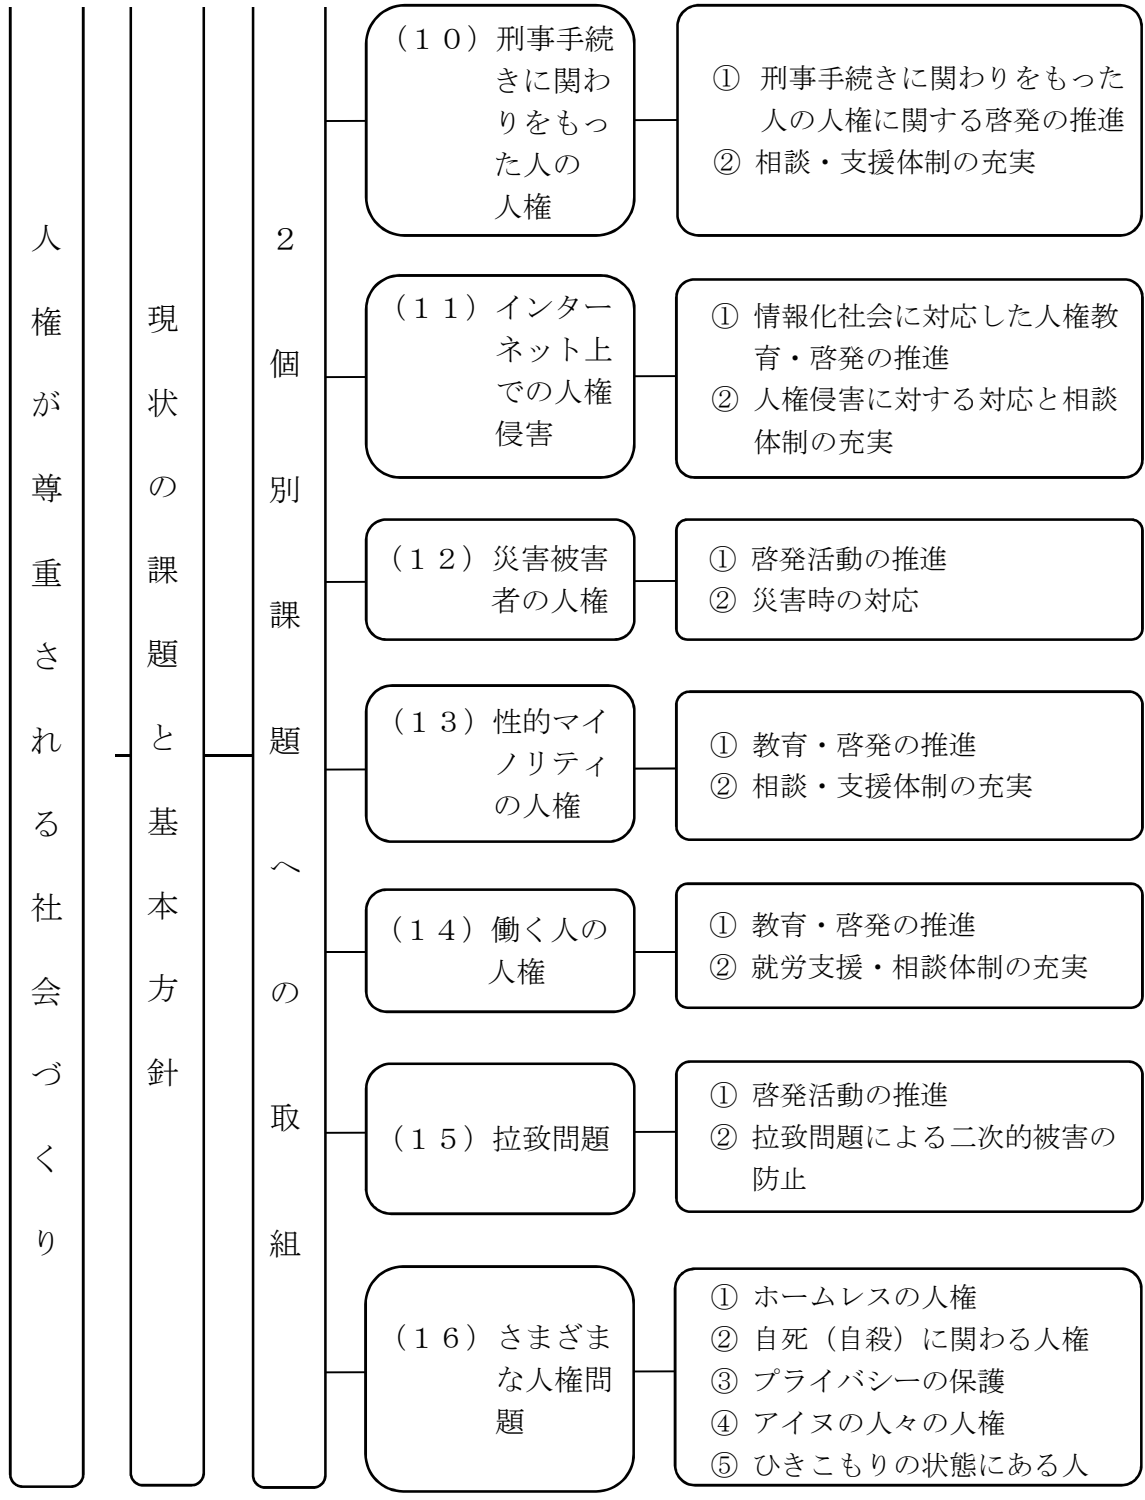 人権が尊重される社会づくり
現状の課題と基本方針
２個別課題への取組
（１０）刑事手続
きに関わ
りをもっ
た人の
人権
① 刑事手続きに関わりをもった
人の人権に関する啓発の推進
② 相談・支援体制の充実
（１１）インター
ネット上
での人権
侵害
① 情報化社会に対応した人権教
育・啓発の推進
② 人権侵害に対する対応と相談
体制の充実
（１２）災害被害
者の人権
① 啓発活動の推進
② 災害時の対応
（１３）性的マイ
ノリティ
の人権
① 教育・啓発の推進
② 相談・支援体制の充実
（１４）働く人の
人権
① 教育・啓発の推進
② 就労支援・相談体制の充実
（１５）拉致問題
① 啓発活動の推進
② 拉致問題による二次的被害の
防止
（１６）さまざま
な人権問
題
① ホームレスの人権
② 自死（自殺）に関わる人権
③ プライバシーの保護
④ アイヌの人々の人権
⑤ ひきこもりの状態にある人